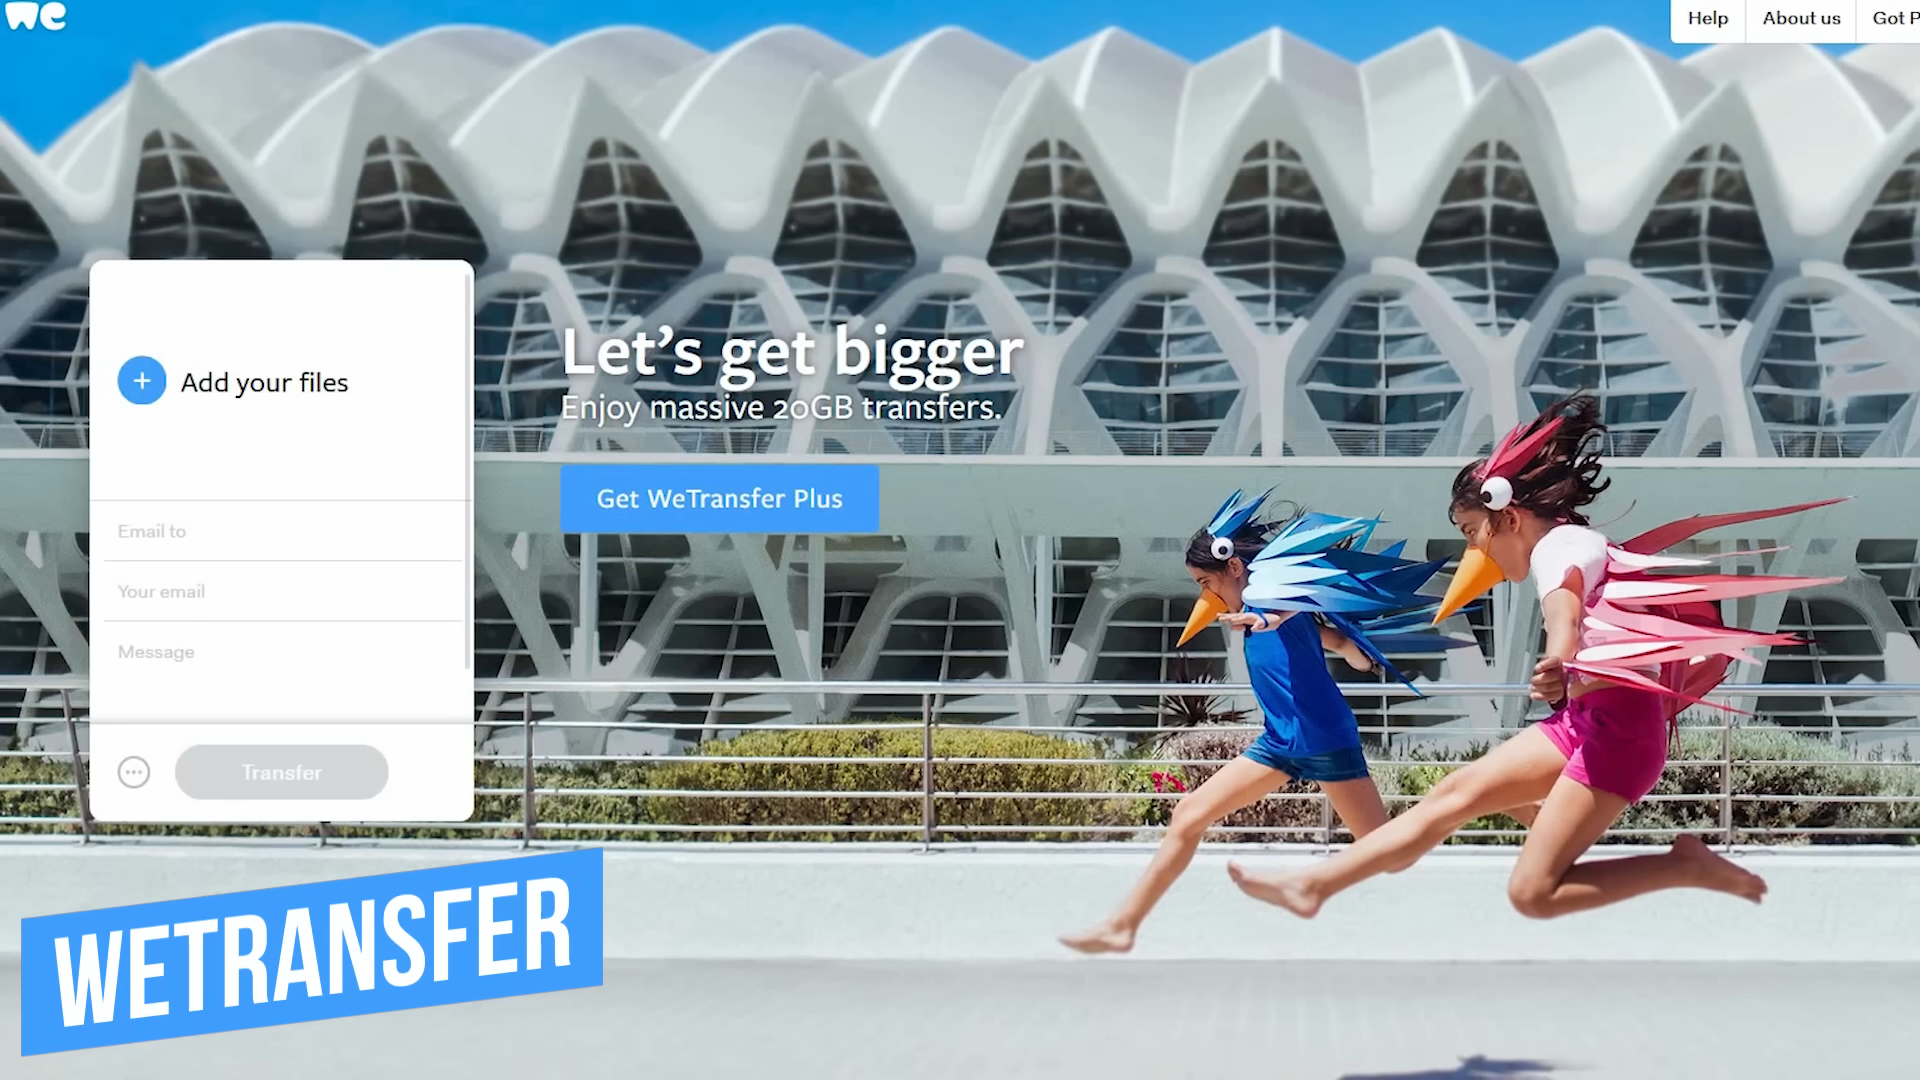 we
Help
About us
Got P
Let's get bigger
Enjoy massive 20GB transfers.
Get WeTransfer Plus
Add your files
Email to
Your email
Message
Transfer
WETRANSFER